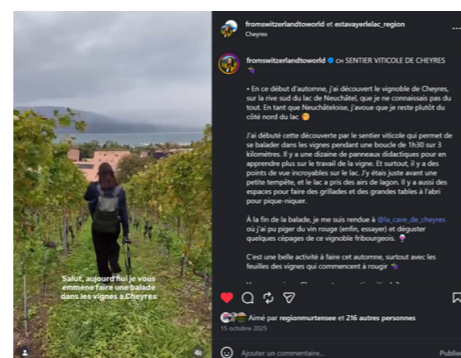 fromswitzerlandtoworld et estavayerlelac_region
Cheyres
fromswitzerlandtoworld CH SENTIER VITICOLE DE CHEYRES
• En ce début d'automne, j'ai découvert le vignoble de Cheyres,
sur la rive sud du lac de Neuchâtel, que je ne connaissais pas du
tout. En tant que Neuchâteloise, j'avoue que je reste plutôt du
côté nord du lac
J'ai débuté cette découverte par le sentier viticole qui permet de
se balader dans les vignes pendant une boucle de 1h30 sur 3
kilomètres. Il y a une dizaine de panneaux didactiques pour en
apprendre plus sur le travail de la vigne. Et surtout, il y a des
points de vue incroyables sur le lac. J'y étais juste avant une
petite tempête, et le lac a pris des airs de lagon. Il y a aussi des
espaces pour faire des grillades et des grandes tables à l'abri
pour pique-niquer.
À la fin de la balade, je me suis rendue à @la_cave_de_cheyres
où j'ai pu piger du vin rouge (enfin, essayer) et déguster
quelques cépages de ce vignoble fribourgeois.
C'est une belle activité à faire cet automne, surtout avec les
feuilles des vignes qui commencent à rougir
Salut, aujourd'hui je vous
emmène faire une balade
dans les vignes à Cheyres
Aimé par regionmurtensee et 216 autres personnes
15 octobre 2025
Ajouter un commentaire...
Publier